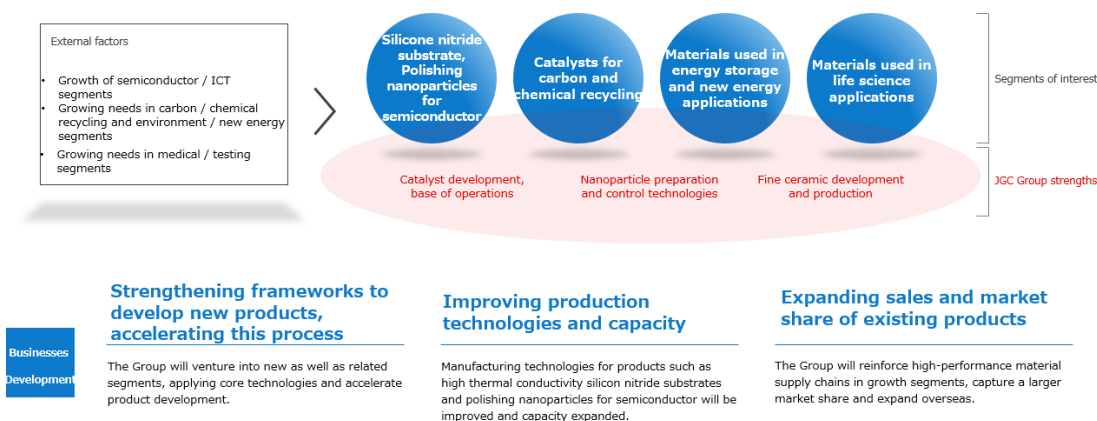 External factors
• Growth of semiconductor / ICT
segments
• Growing needs in carbon / chemical
recycling and environment / new energy
segments
• Growing needs in medical / testing
segments
Silicone nitride
substrate,
Polishing
nanoparticles
for
semiconductor
Catalysts for
carbon and
chemical recycling
Materials used in
energy storage
and new energy
applications
Materials used in
life science
applications
Segments of interest
Catalyst development,
base of operations
Nanoparticle preparation
and control technologies
Fine ceramic development
and production
JGC Group strengths
Businesses
Development
Strengthening frameworks to
develop new products,
accelerating this process
The Group will venture into new as well as related
segments, applying core technologies and accelerate
product development.
Improving production
technologies and capacity
Manufacturing technologies for products such as
high thermal conductivity silicon nitride substrates
and polishing nanoparticles for semiconductor will be
improved and capacity expanded.
Expanding sales and market
share of existing products
The Group will reinforce high-performance material
supply chains in growth segments, capture a larger
market share and expand overseas.